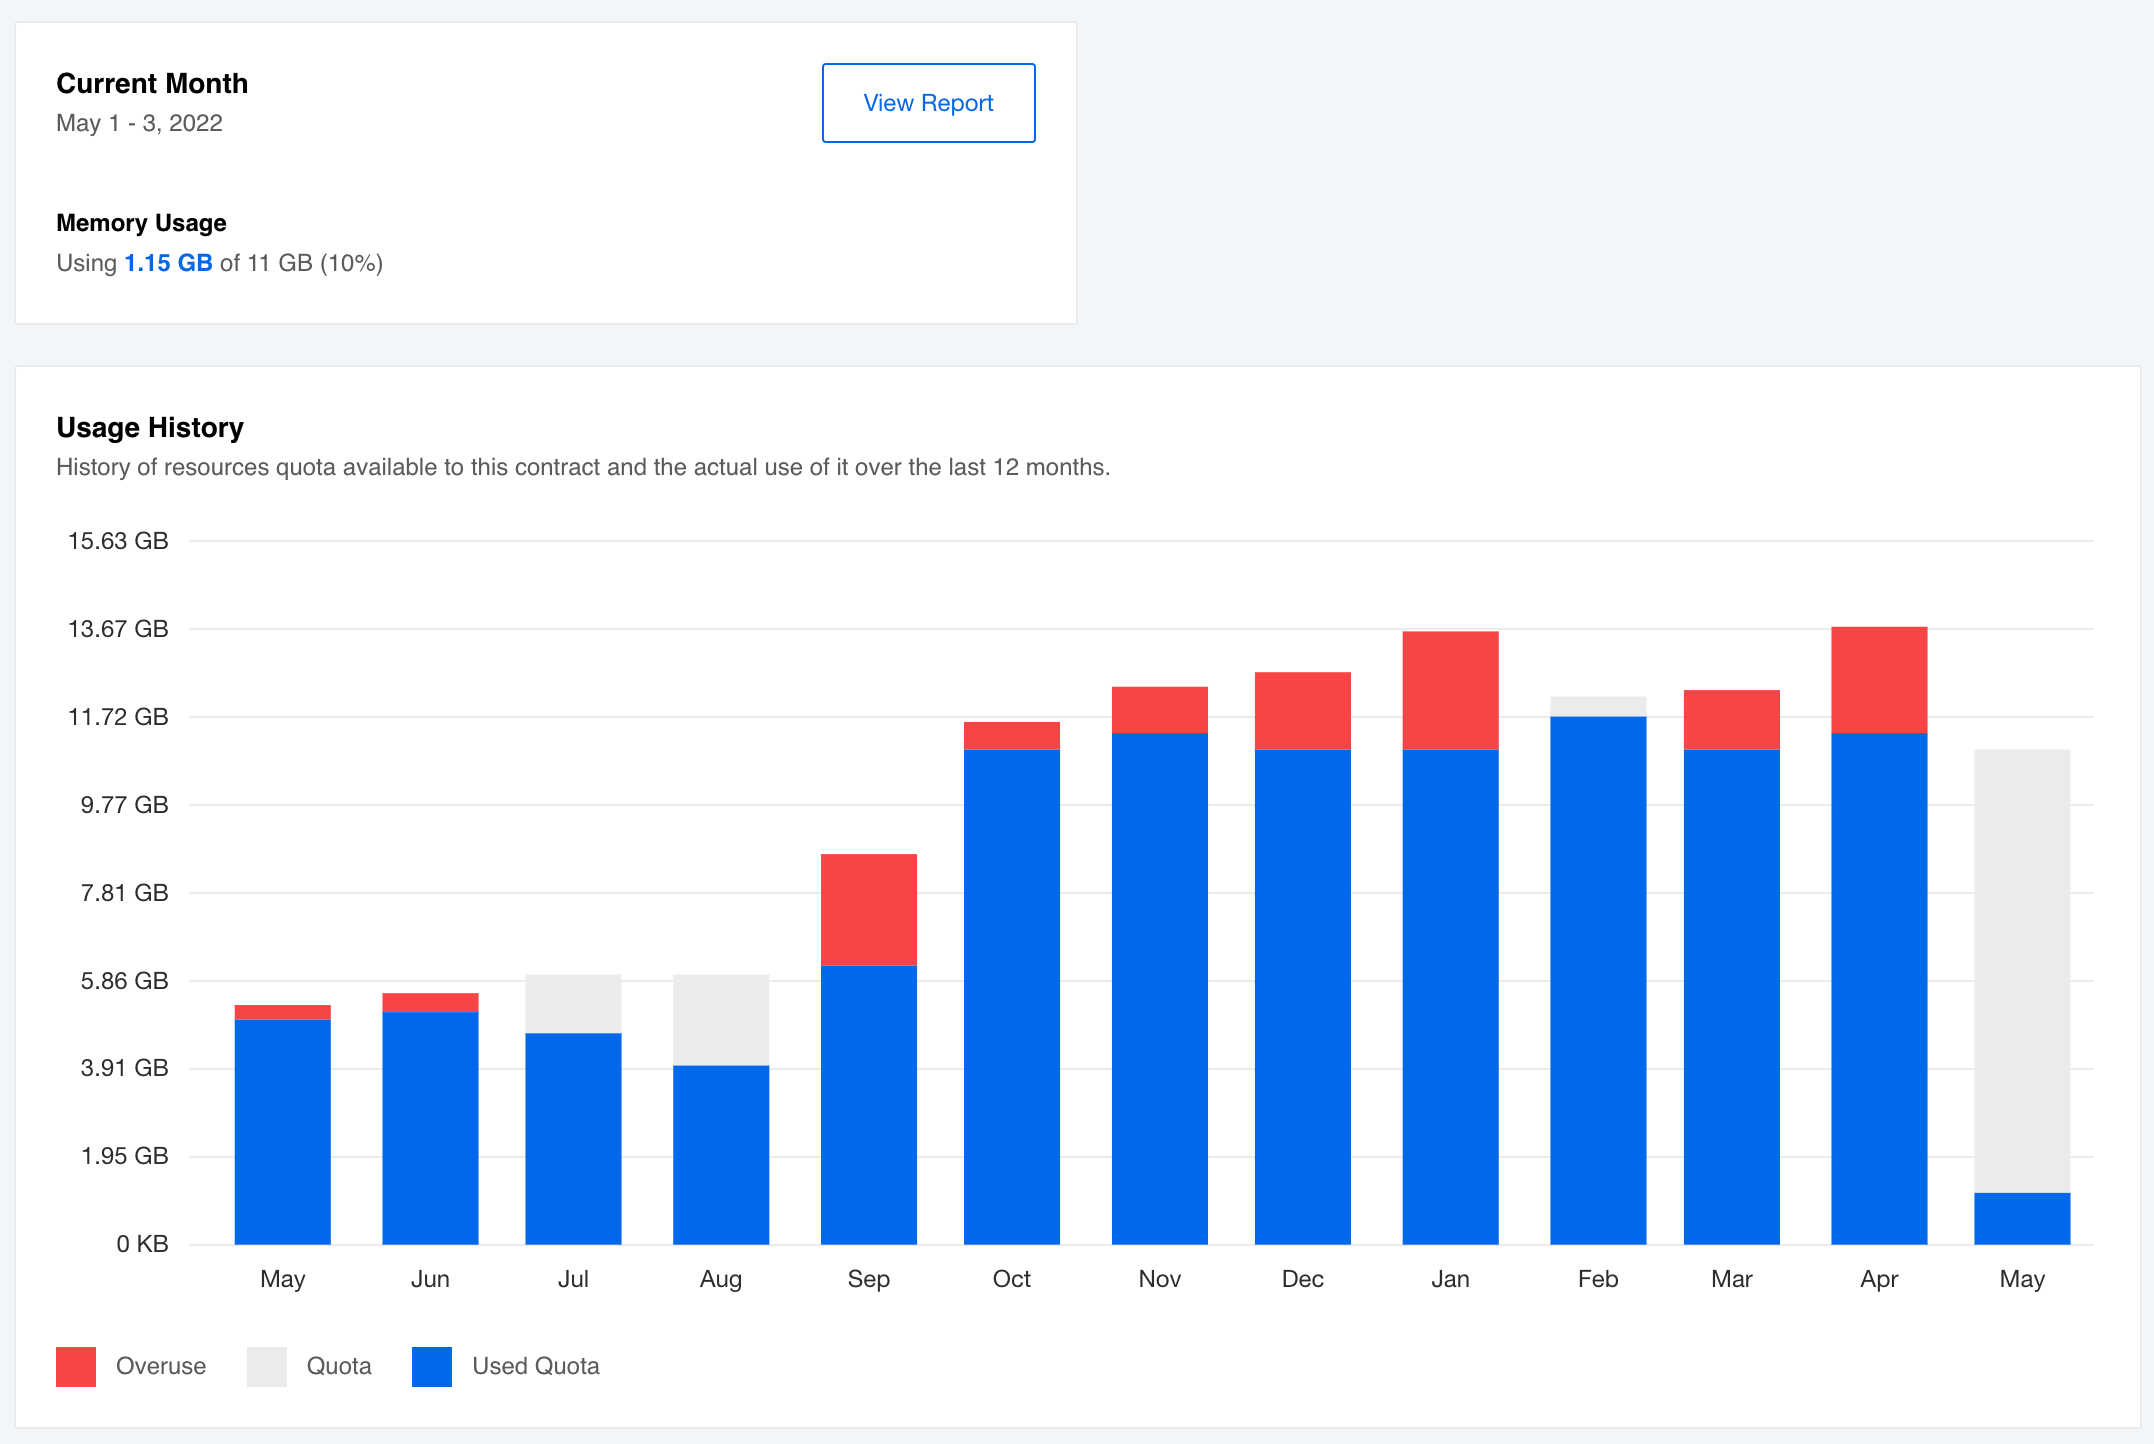 Current Month
View Report
May 1 - 3, 2022
Memory Usage
Using 1.15 GB of 11 GB (10%)
Usage History
History of resources quota available to this contract and the actual use of it over the last 12 months.
15.63 GB
13.67 GB
11.72 GB
9.77 GB
7.81 GB
5.86 GB
3.91 GB
1.95 GB
0 KB
May Jun Jul Aug Sep Oct Nov Dec Jan Feb Mar Apr May
Overuse Quota Used Quota